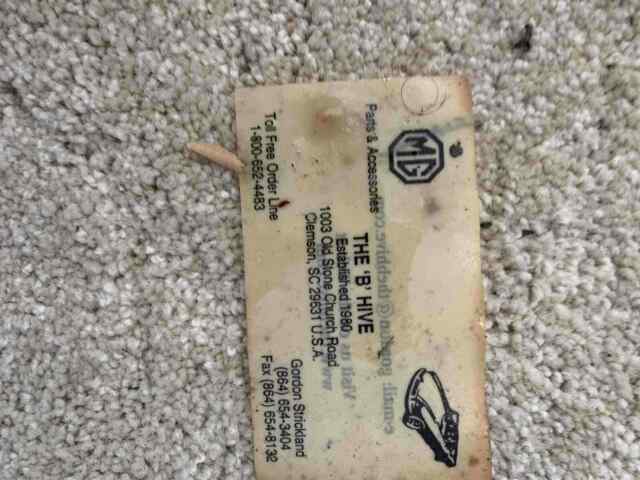 MG
Parts & Accessories
THE 'B' HIVE
Established 1980
1003 Old Stone Church Road
Clemson, SC 29631 U.S.A.
Toll Free Order Line
1-800-652-4483
Gordon Strickland
(864) 654-3404
Fax (864) 654-8132